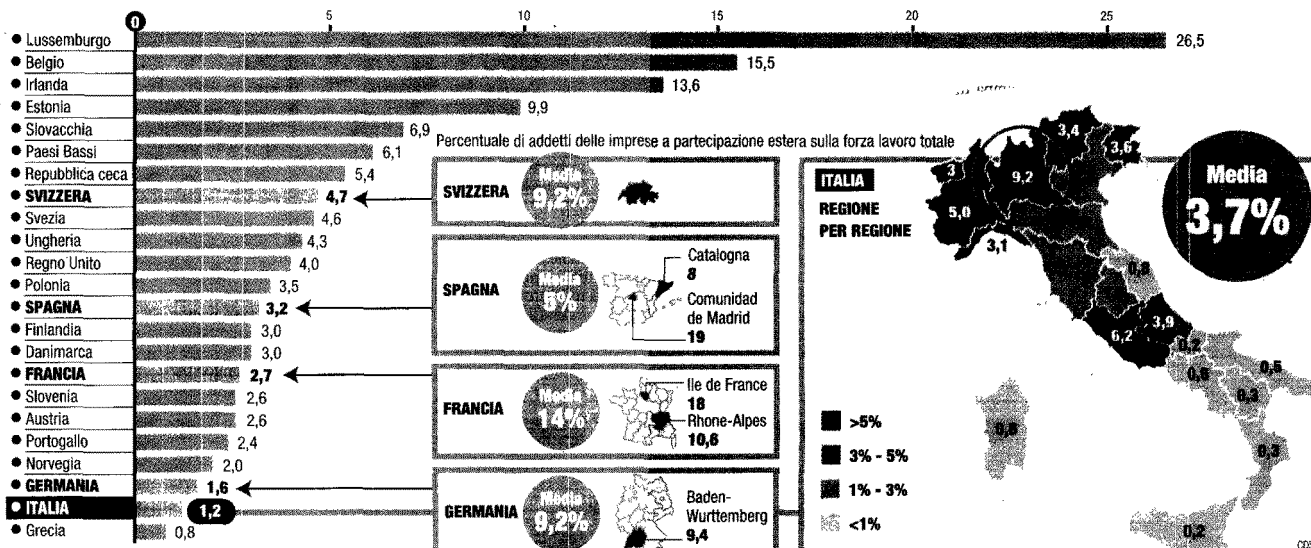 0 5 10 15 20 25
Lussemburgo 26,5
Belgio 15,5
Irlanda 13,6
Estonia 9,9
Slovacchia 6,9
Paesi Bassi 6,1
Repubblica ceca 5,4
SVIZZERA 4,7
Svezia 4,6
Ungheria 4,3
Regno Unito 4,0
Polonia 3,5
SPAGNA 3,2
Finlandia 3,0
Danimarca 3,0
FRANCIA 2,7
Slovenia 2,6
Austria 2,6
Portogallo 2,4
Norvegia 2,0
GERMANIA 1,6
ITALIA 1,2
Grecia 0,8
Percentuale di addetti delle imprese a partecipazione estera sulla forza lavoro totale
SVIZZERA
Media
9,2%
SPAGNA
Media
Catalogna
8
Comunidad
de Madrid
19
FRANCIA
Media
14%
Ile de France
18
Rhone-Alpes
10,6
GERMANIA
Media
9,2%
Baden-
Wurttemberg
9,4
ITALIA
REGIONE
PER REGIONE
Media
3,7%
3,4
3,6
3
9,2
5,0
3,1
3,9
6,2
0,2
0,5
0,3
0,3
0,2
>5%
3% - 5%
1% - 3%
<1%